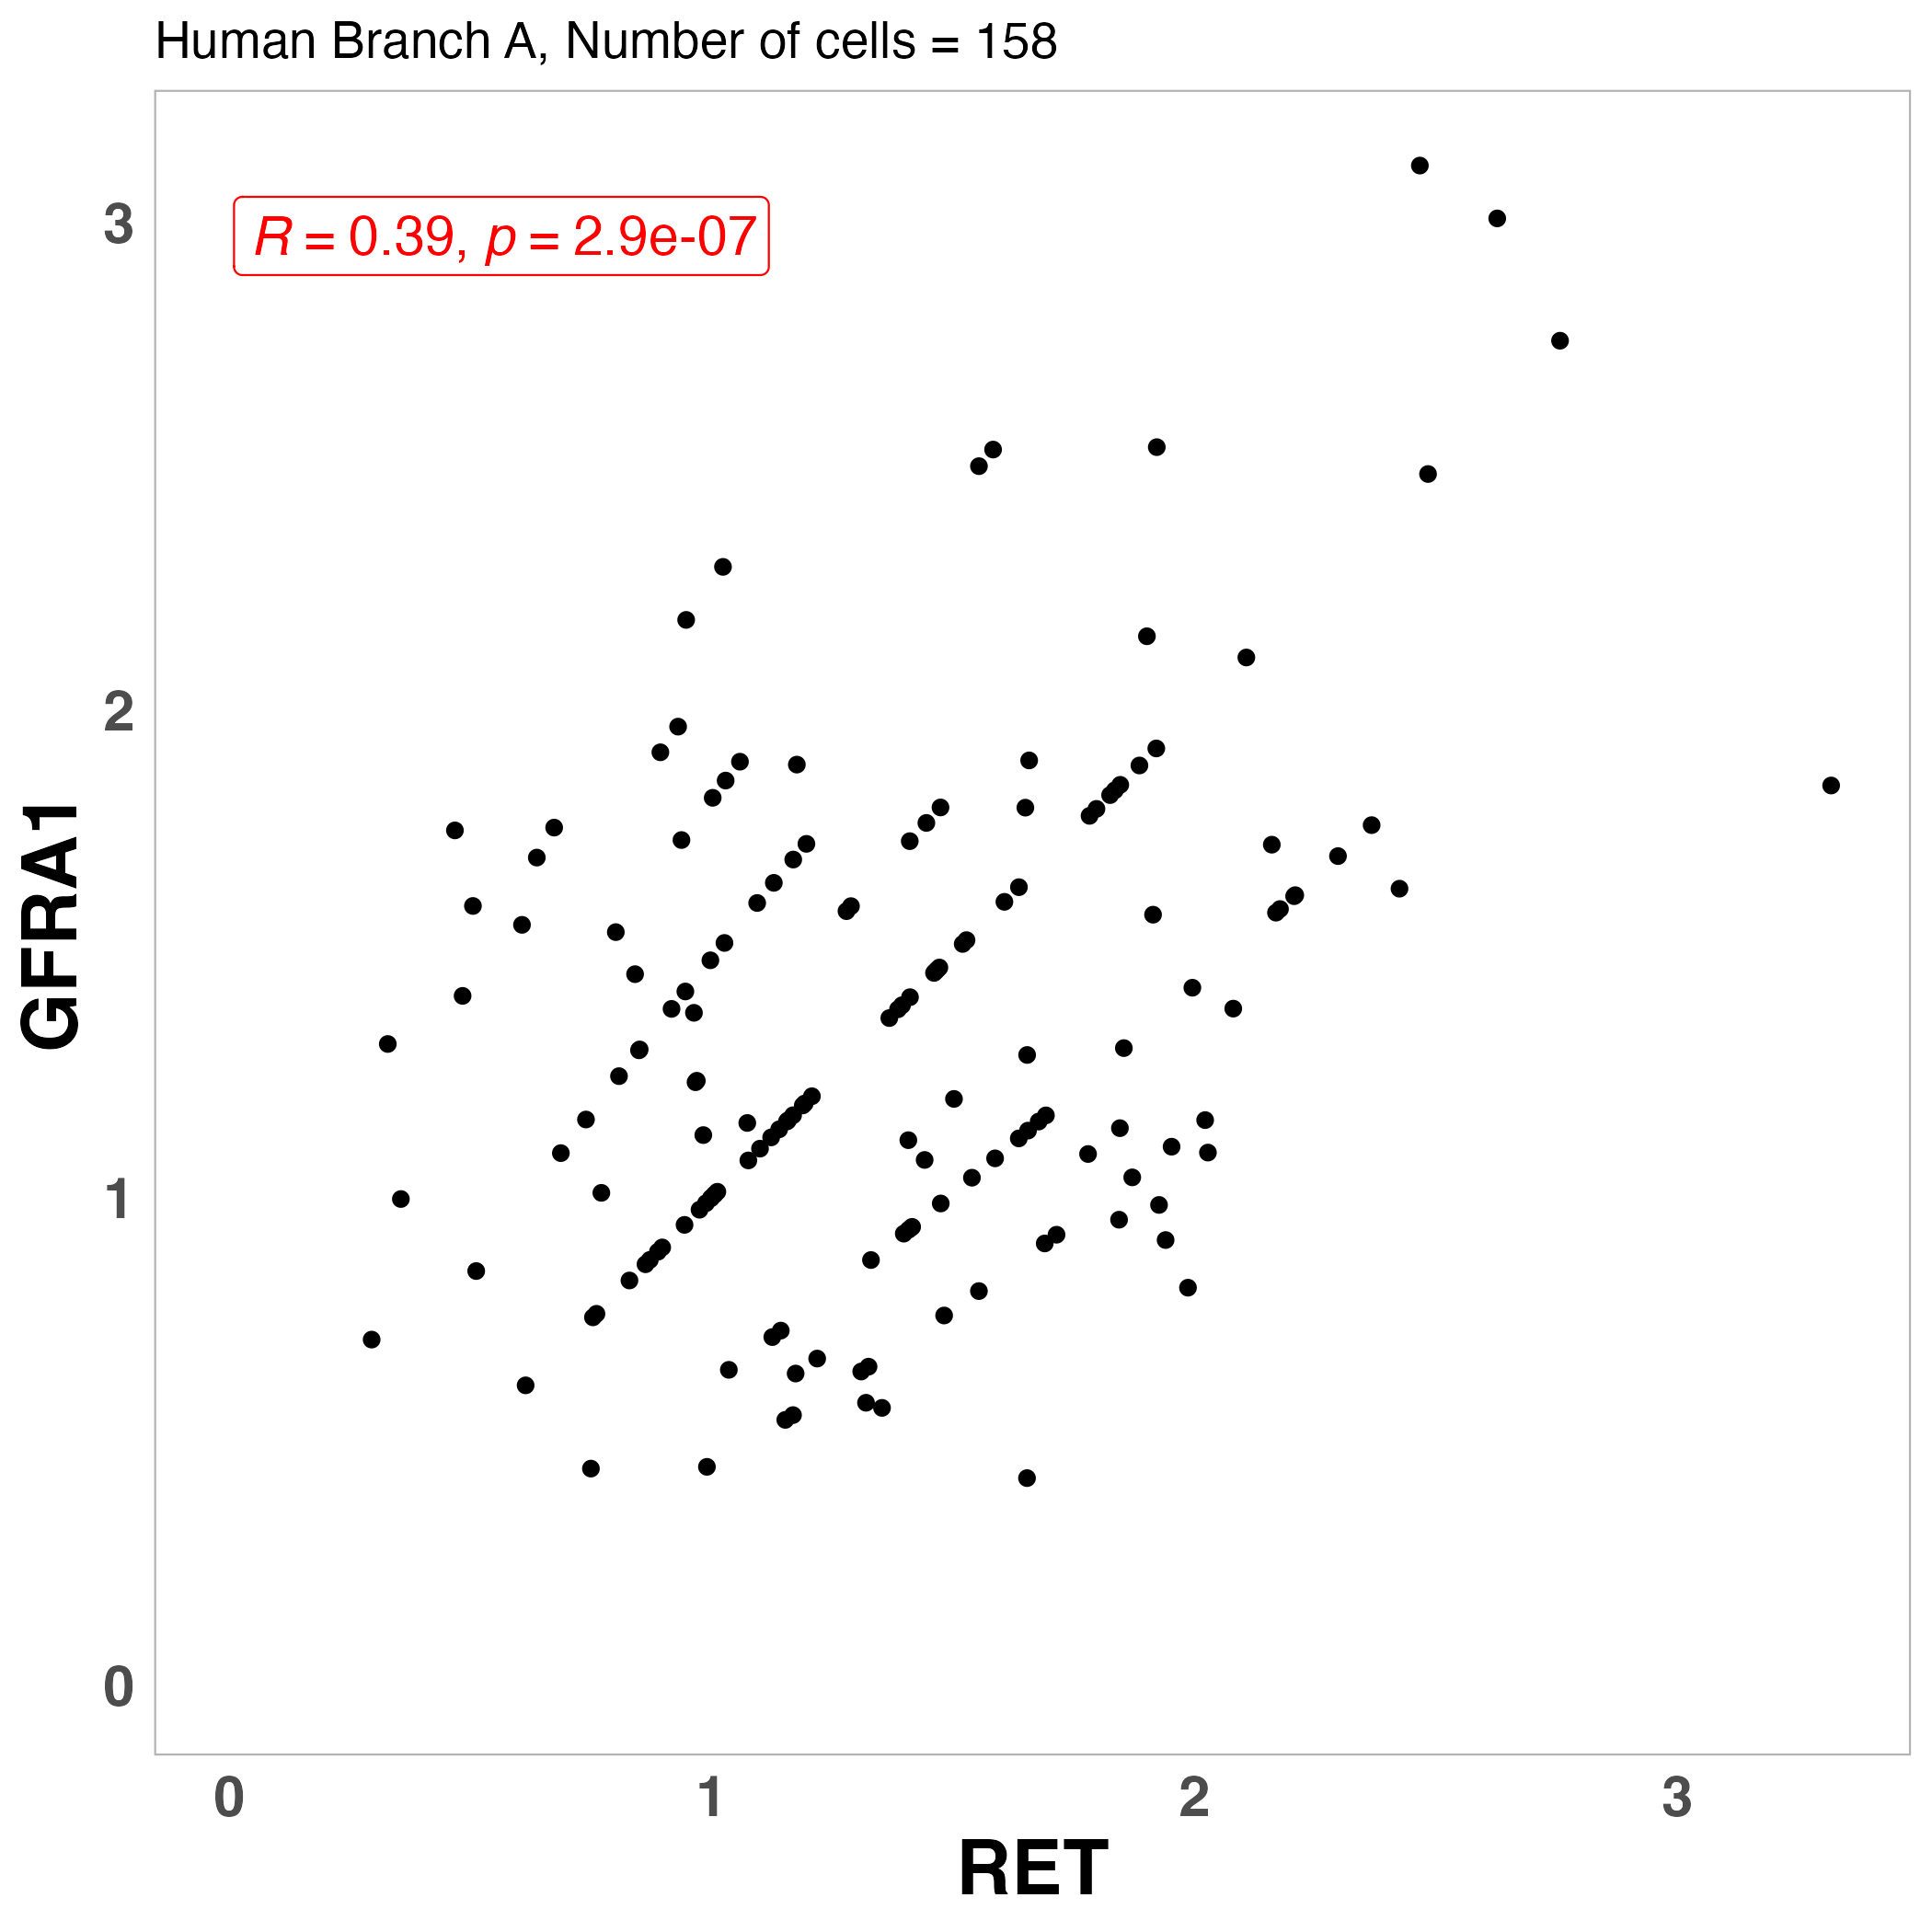 Human Branch A, Number of cells = 158
R = 0.39, p = 2.9e-07
3
2
1
0
GFRA1
0 1 2 3
RET